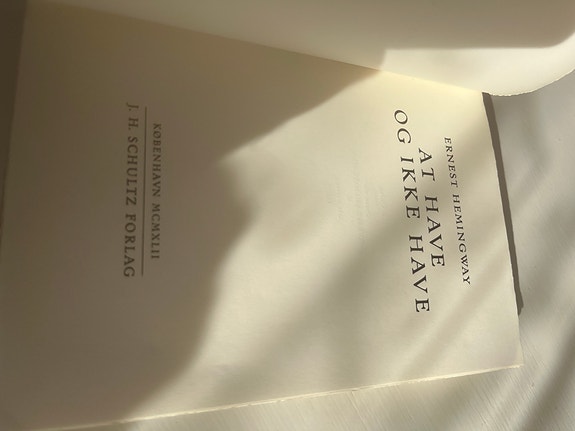 ERNEST HEMINGWAY
AT HAVE
OG IKKE HAVE
KØBENHAVN MCMXLII
J. H. SCHULTZ FORLAG